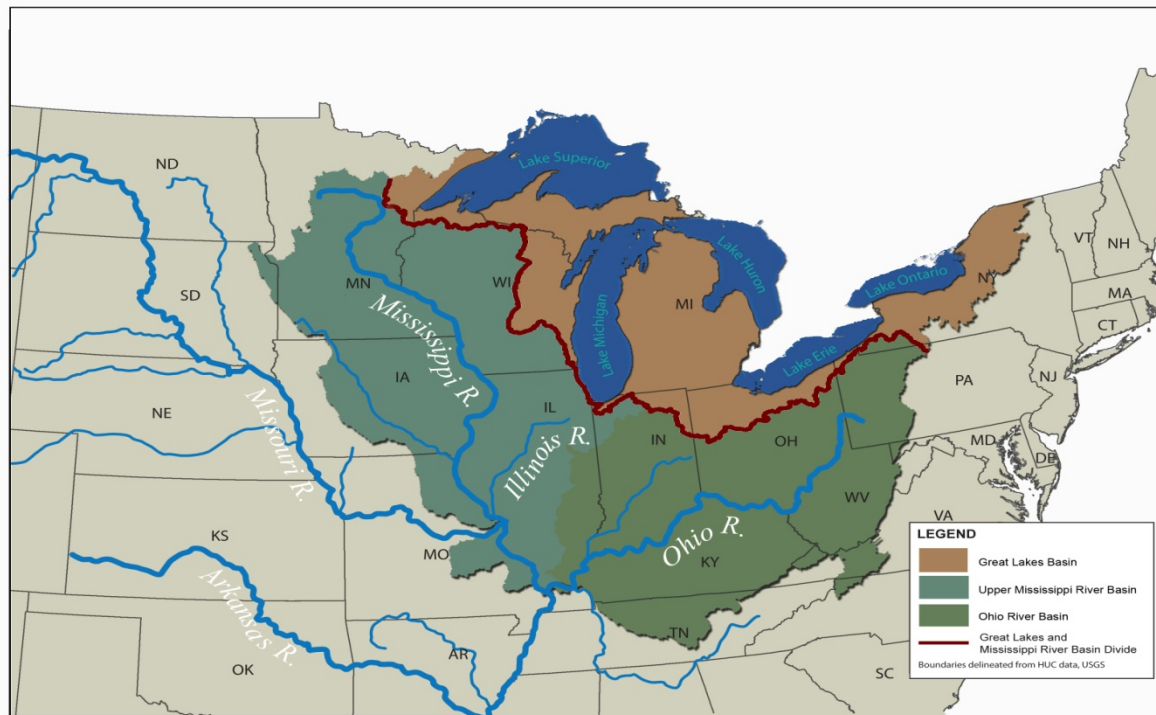 ND
Lake Superior
VT
NH
Lake Huron
Lake Ontario
NY
MN
WI
SD
MI
MA
Lake Michigan
CT
Mississippi R.
Lake Erie
PA
NJ
IA
IL
NE
IN
OH
MD
DE
Missouri R.
Illinois R.
WV
VA
KS
MO
Ohio R.
KY
Arkansas R.
TN
AR
OK
SC
LEGEND
Great Lakes Basin
Upper Mississippi River Basin
Ohio River Basin
Great Lakes and
Mississippi River Basin Divide
Boundaries delineated from HUC data, USGS